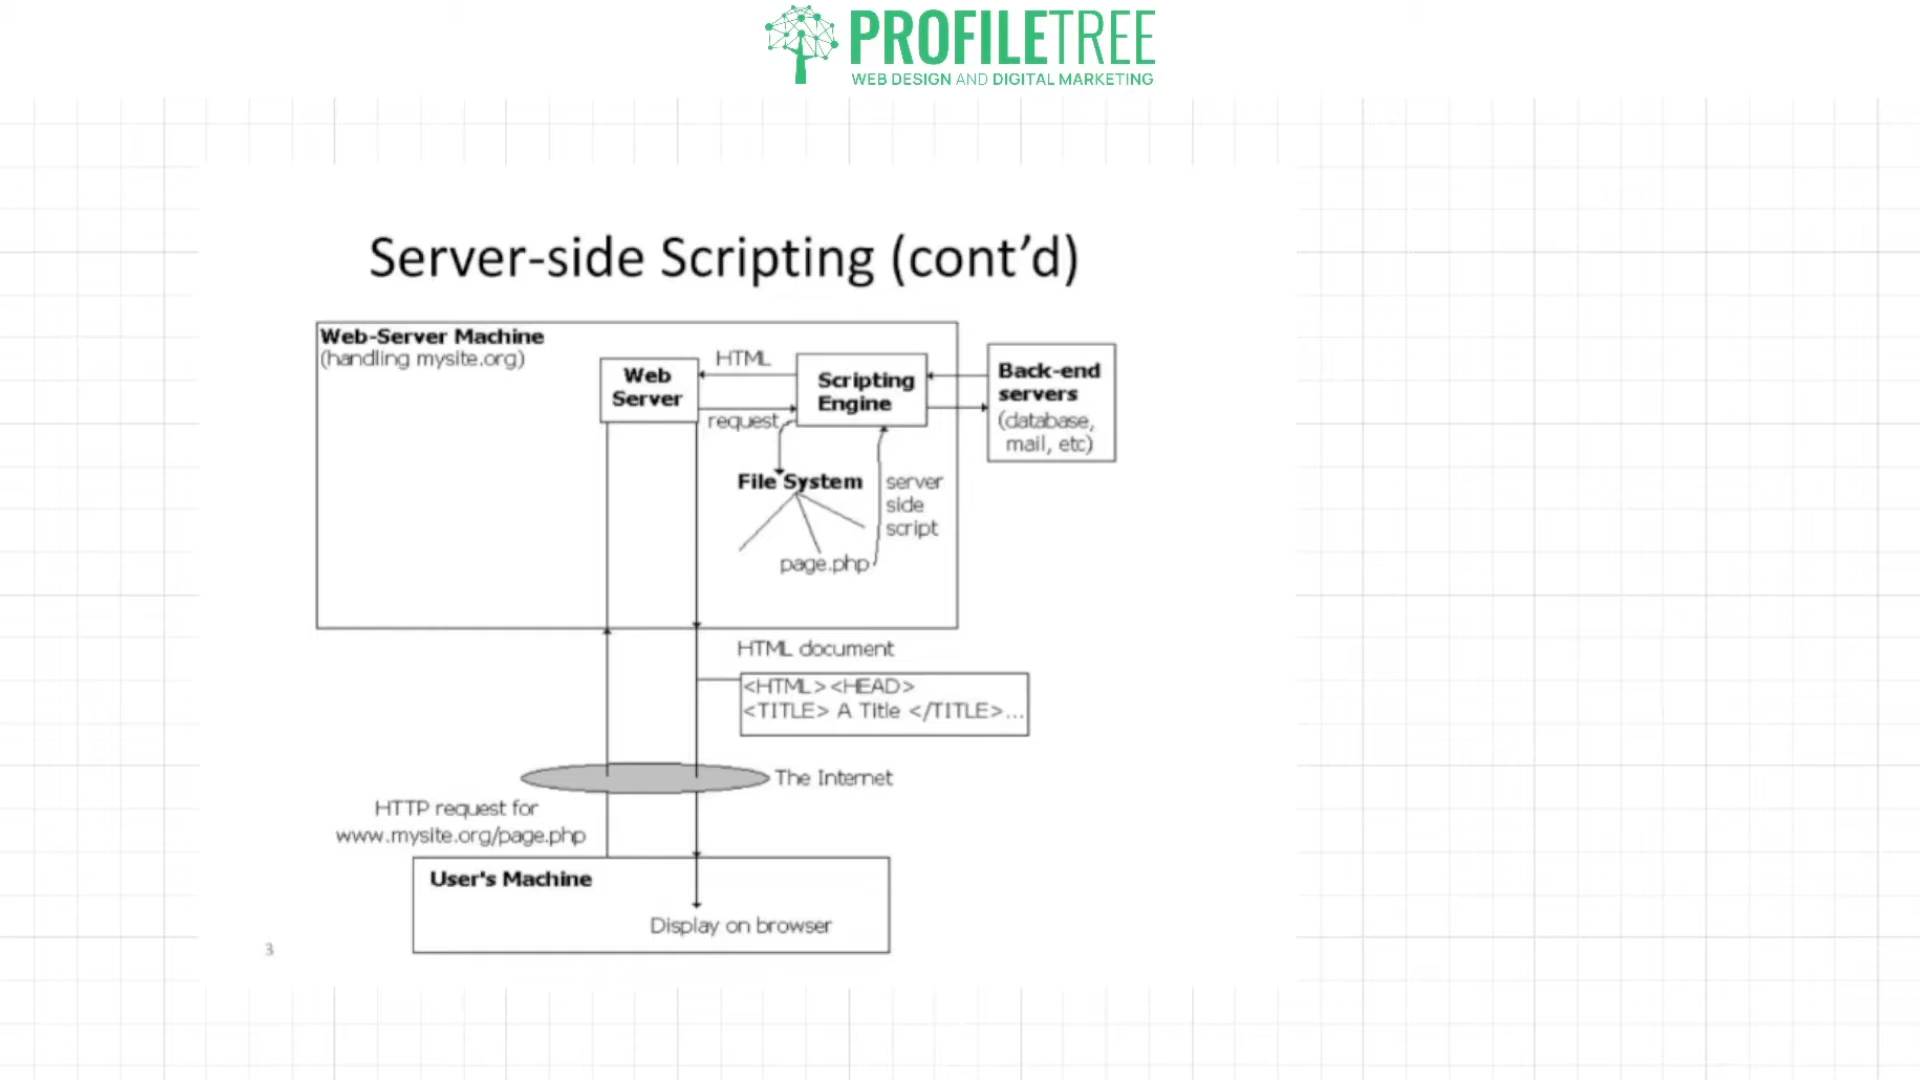 PROFILETREE
WEB DESIGN AND DIGITAL MARKETING
Server-side Scripting (cont'd)
Web-Server Machine
(handling mysite.org)
Web
Server
HTML
request
Scripting
Engine
Back-end
servers
(database,
mail, etc)
File System
server
side
script
page.php
HTML document
<HTML><HEAD>
<TITLE> A Title </TITLE>...
The Internet
HTTP request for
www.mysite.org/page.php
User's Machine
Display on browser
3